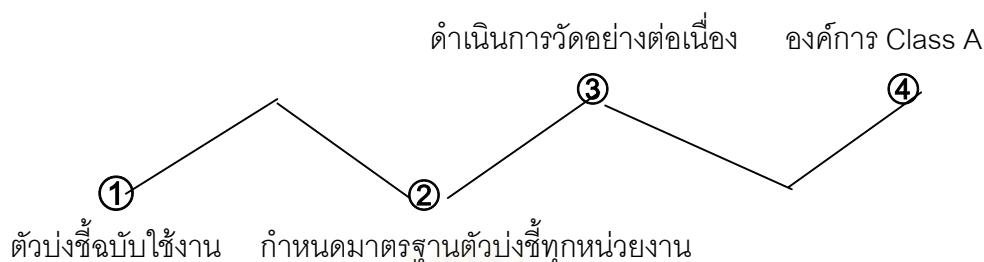 ดำเนินการวัดอย่างต่อเนื่อง องค์การ Class A
③ ④
① ②
ตัวบ่งชี้ฉบับใช้งาน กำหนดมาตรฐานตัวบ่งชี้ทุกหน่วยงาน